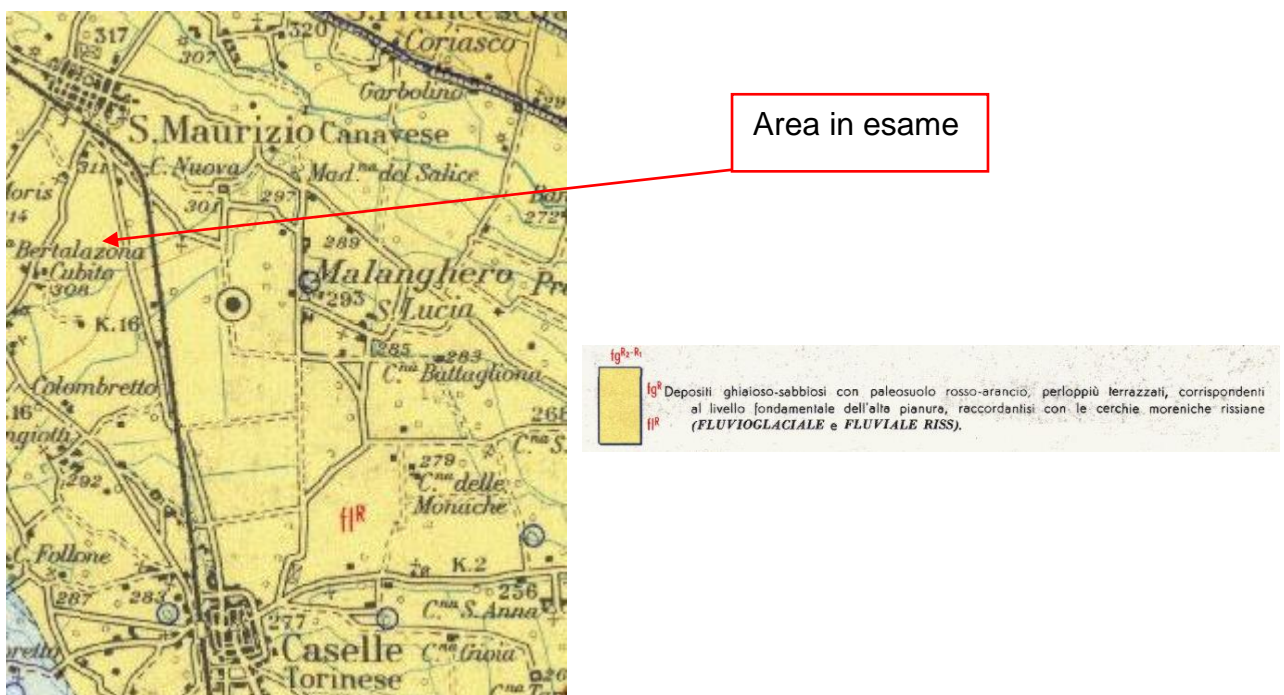 317
307
320
S. Francesco
Coriasco
Garbolino
S. Maurizio Canavese
311
C. Nuova
Mad.na del Salice
301
297
272
289
Bertalazona
Cubito
308
Malanghero
293
S. Lucia
K. 16
285
283
C.na Battagliona
Colombretto
16
268
C.na S.
279
C.na delle
Monache
292
flR
C. Follone
K. 2
287
283
256
C.na S. Anna
277
Caselle
Torinese
C.na Gioia
Area in esame
fgR2-R1
fgR Depositi ghiaioso-sabbiosi con paleosuolo rosso-arancio, perloppiù terrazzati, corrispondenti
al livello fondamentale dell'alta pianura, raccordantisi con le cerchie moreniche rissiane
flR (FLUVIOGLACIALE e FLUVIALE RISS).